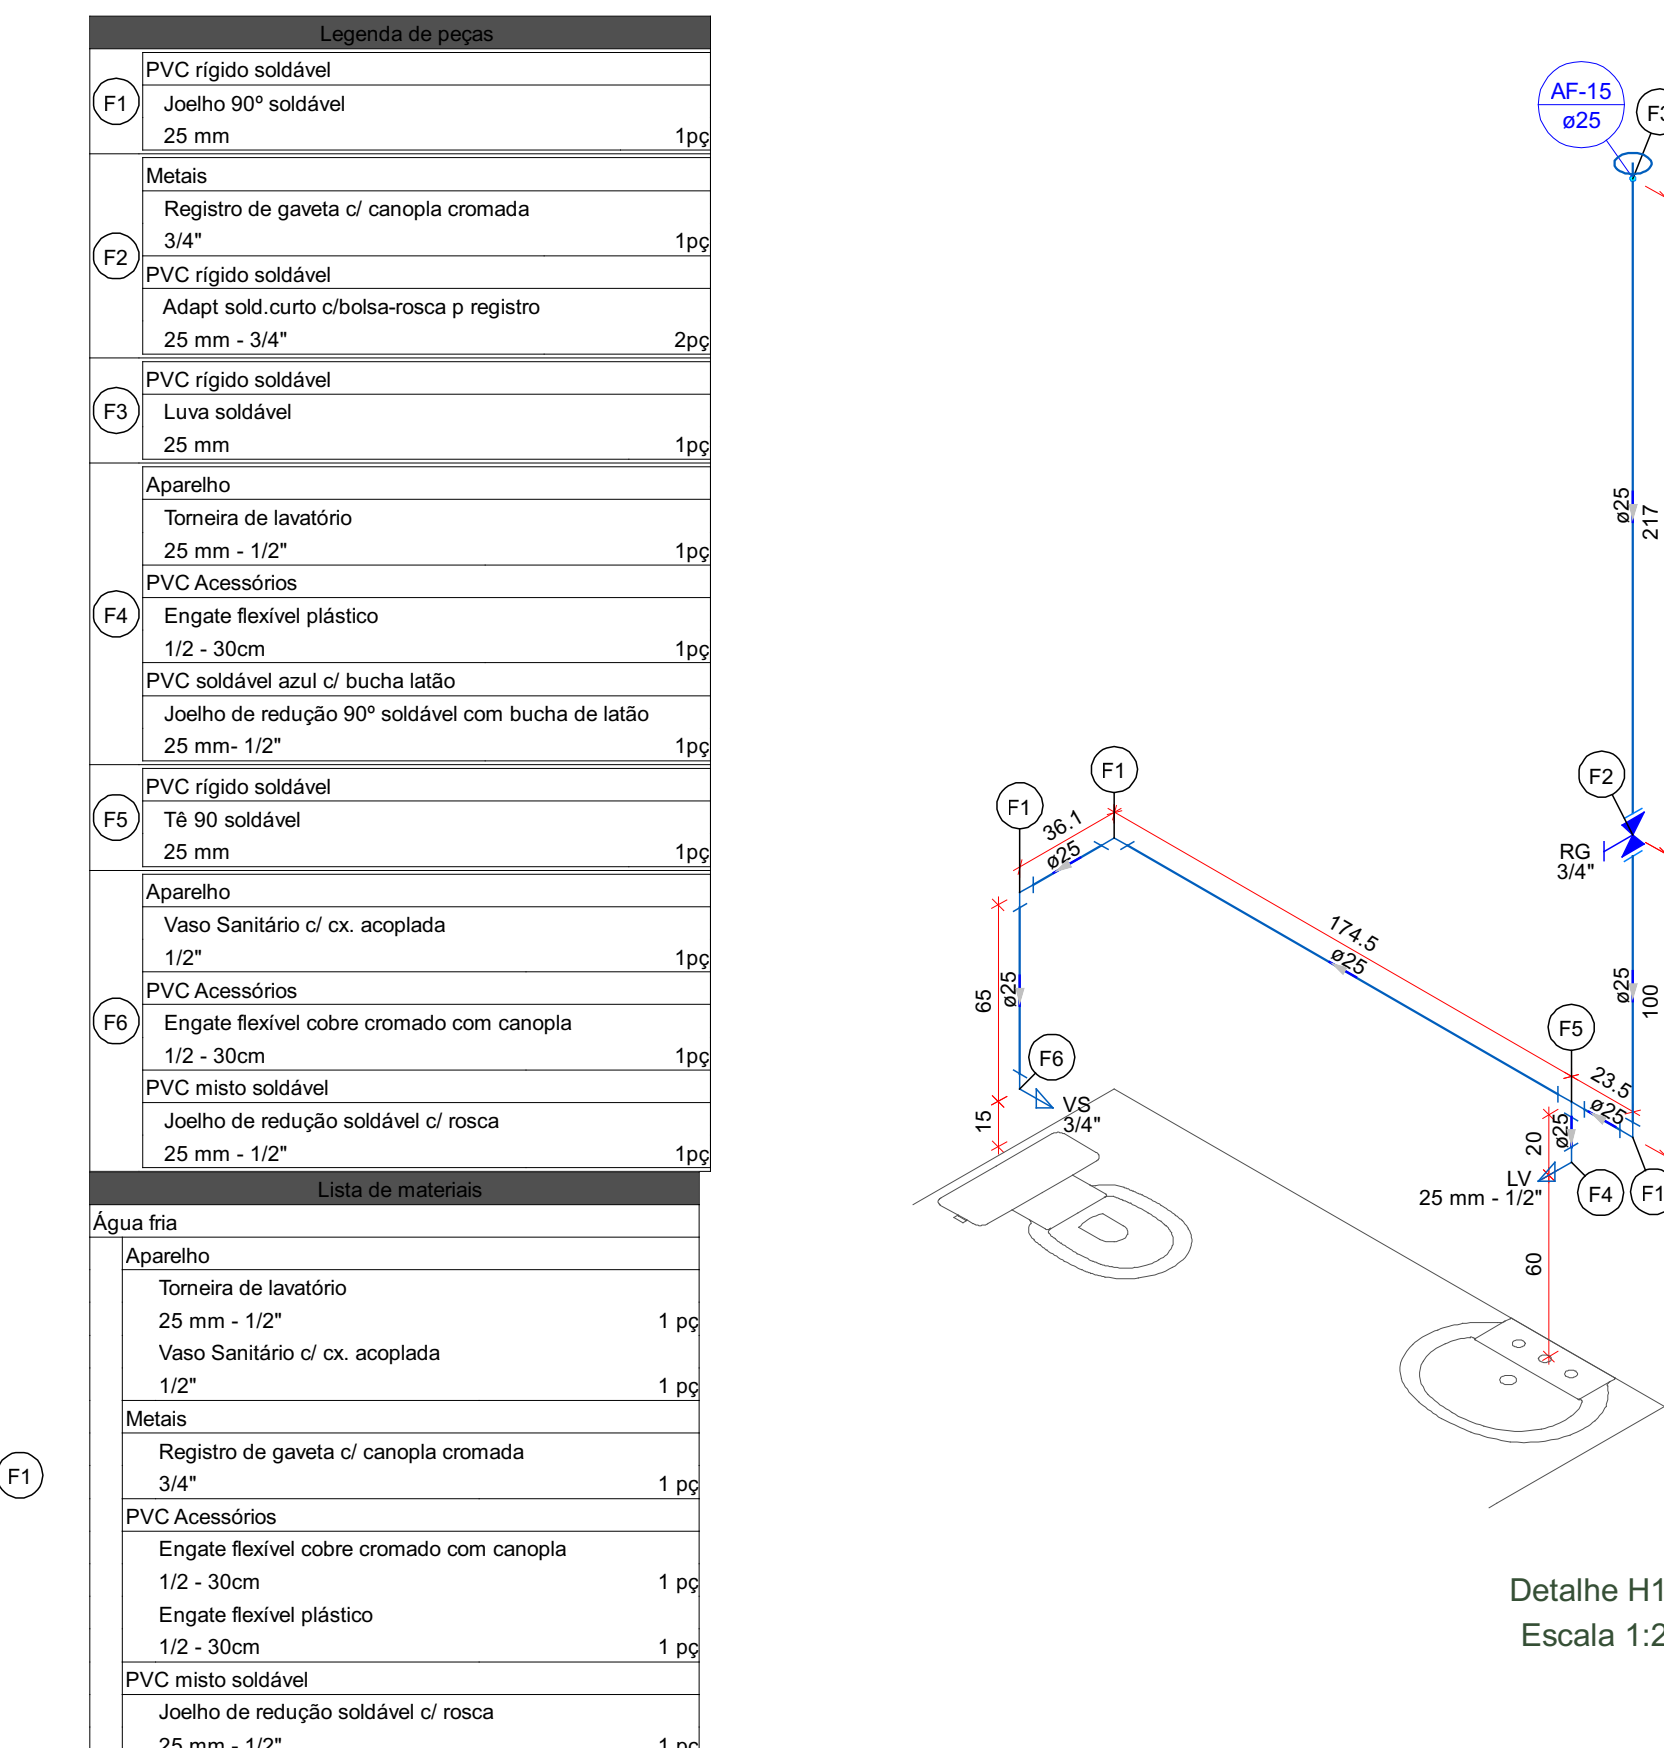 Legenda de peças
F1
PVC rígido soldável
Joelho 90º soldável
25 mm 1pç
F2
Metais
Registro de gaveta c/ canopla cromada
3/4" 1pç
PVC rígido soldável
Adapt sold.curto c/bolsa-rosca p registro
25 mm - 3/4" 2pç
F3
PVC rígido soldável
Luva soldável
25 mm 1pç
F4
Aparelho
Torneira de lavatório
25 mm - 1/2" 1pç
PVC Acessórios
Engate flexível plástico
1/2 - 30cm 1pç
PVC soldável azul c/ bucha latão
Joelho de redução 90º soldável com bucha de latão
25 mm- 1/2" 1pç
F5
PVC rígido soldável
Tê 90 soldável
25 mm 1pç
F6
Aparelho
Vaso Sanitário c/ cx. acoplada
1/2" 1pç
PVC Acessórios
Engate flexível cobre cromado com canopla
1/2 - 30cm 1pç
PVC misto soldável
Joelho de redução soldável c/ rosca
25 mm - 1/2" 1pç
Lista de materiais
Água fria
Aparelho
Torneira de lavatório
25 mm - 1/2" 1 pç
Vaso Sanitário c/ cx. acoplada
1/2" 1 pç
Metais
Registro de gaveta c/ canopla cromada
3/4" 1 pç
PVC Acessórios
Engate flexível cobre cromado com canopla
1/2 - 30cm 1 pç
Engate flexível plástico
1/2 - 30cm 1 pç
PVC misto soldável
Joelho de redução soldável c/ rosca
25 mm - 1/2" 1 pç
F1
AF-15
ø25
F3
ø25
217
F2
RG
3/4"
F1
F1
36.1
ø25
174.5
ø25
65
ø25
ø25
100
F5
F6
VS
3/4"
15
23.5
ø25
20
ø25
LV
25 mm - 1/2"
F4
F1
60
Detalhe H1
Escala 1:2